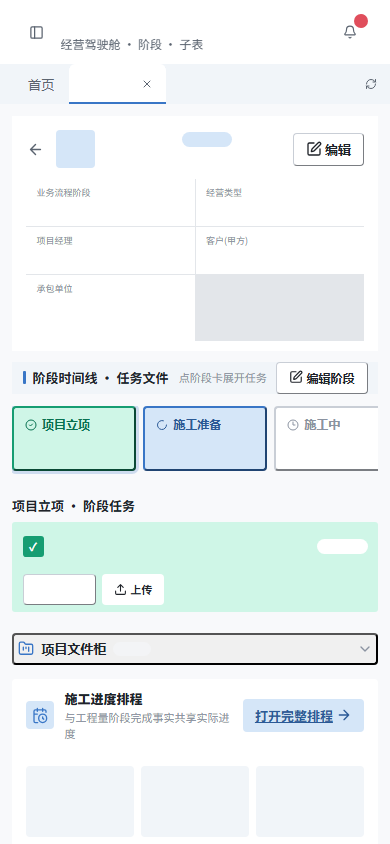 经营驾驶舱 • 阶段 • 子表
首页
编辑
业务流程阶段
经营类型
项目经理
客户(甲方)
承包单位
阶段时间线 • 任务文件
点阶段卡展开任务
编辑阶段
项目立项
施工准备
施工中
项目立项 • 阶段任务
上传
项目文件柜
施工进度排程
与工程量阶段完成事实共享实际进
度
打开完整排程